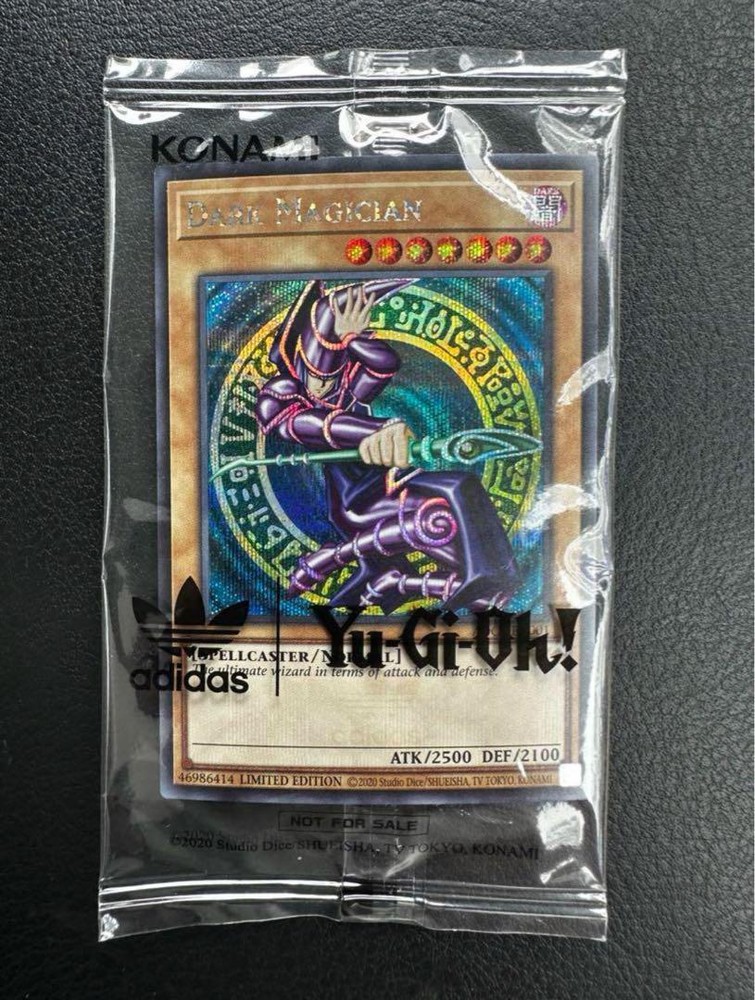 KONAMI
DARK MAGICIAN
DARK
闇
adidas
Yu-Gi-Oh!
[SPELLCASTER/NORMAL]
The ultimate wizard in terms of attack and defense.
ATK/2500 DEF/2100
46986414 LIMITED EDITION ©2020 Studio Dice/SHUEISHA, TV TOKYO, KONAMI
NOT FOR SALE
©2020 Studio Dice/SHUEISHA, TV TOKYO, KONAMI